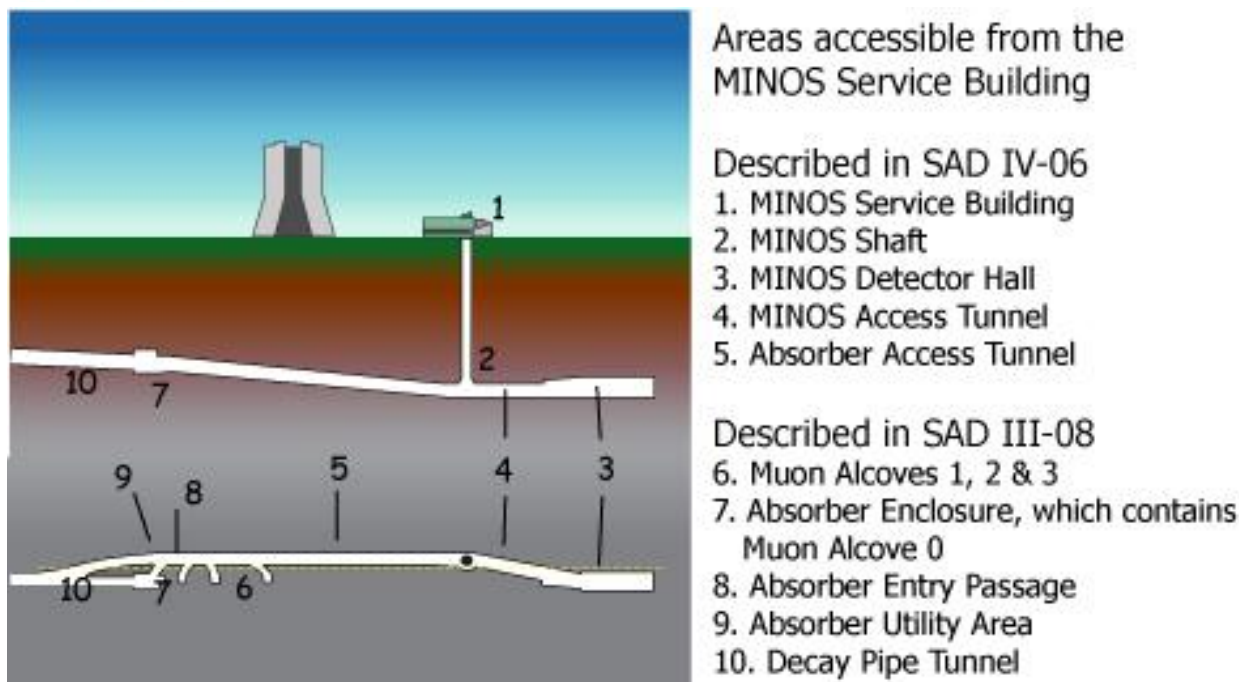 Areas accessible from the
MINOS Service Building
Described in SAD IV-06
1. MINOS Service Building
2. MINOS Shaft
3. MINOS Detector Hall
4. MINOS Access Tunnel
5. Absorber Access Tunnel
Described in SAD III-08
6. Muon Alcoves 1, 2 & 3
7. Absorber Enclosure, which contains
Muon Alcove 0
8. Absorber Entry Passage
9. Absorber Utility Area
10. Decay Pipe Tunnel
1
2
10 7
9 8 5 4 3
10 7 6